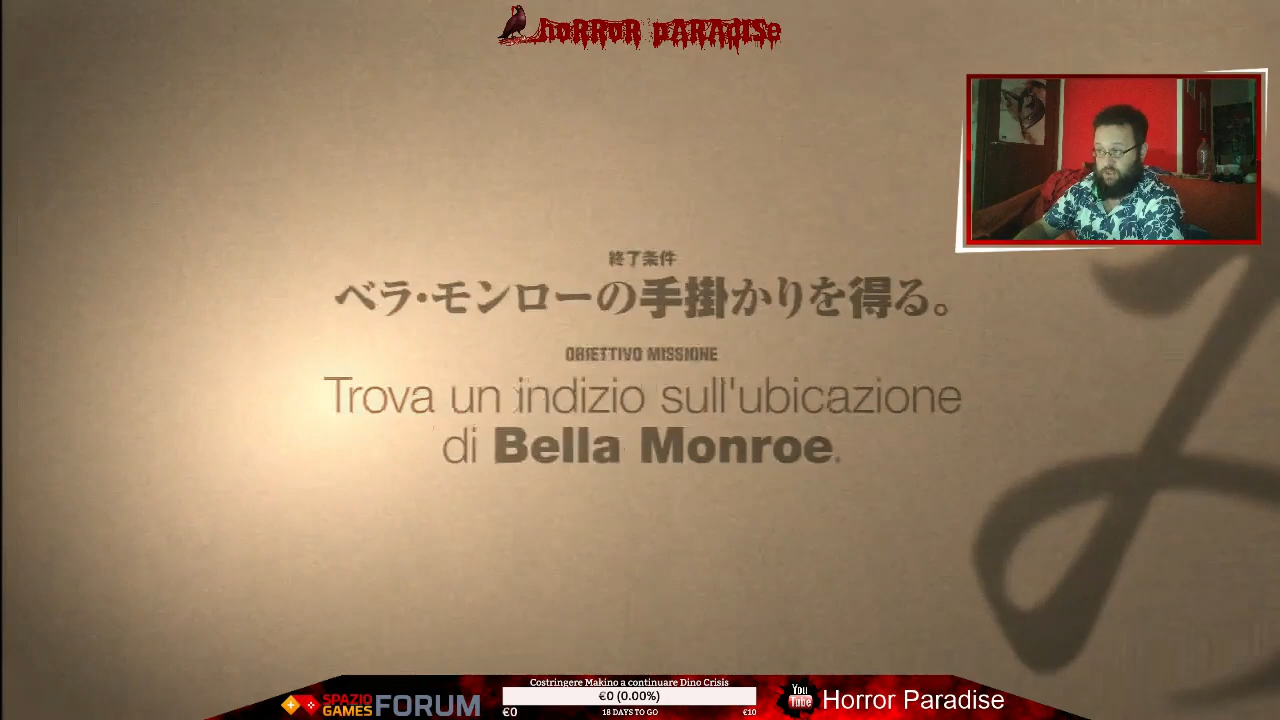 HORROR PARADISE
終了条件
ベラ・モンローの手掛かりを得る。
OBIETTIVO MISSIONE
Trova un indizio sull'ubicazione
di Bella Monroe.
Costringere Makino a continuare Dino Crisis
€0 (0.00%)
€0
18 DAYS TO GO
€10
SPAZIO
GAMES
FORUM
You
Tube
Horror Paradise